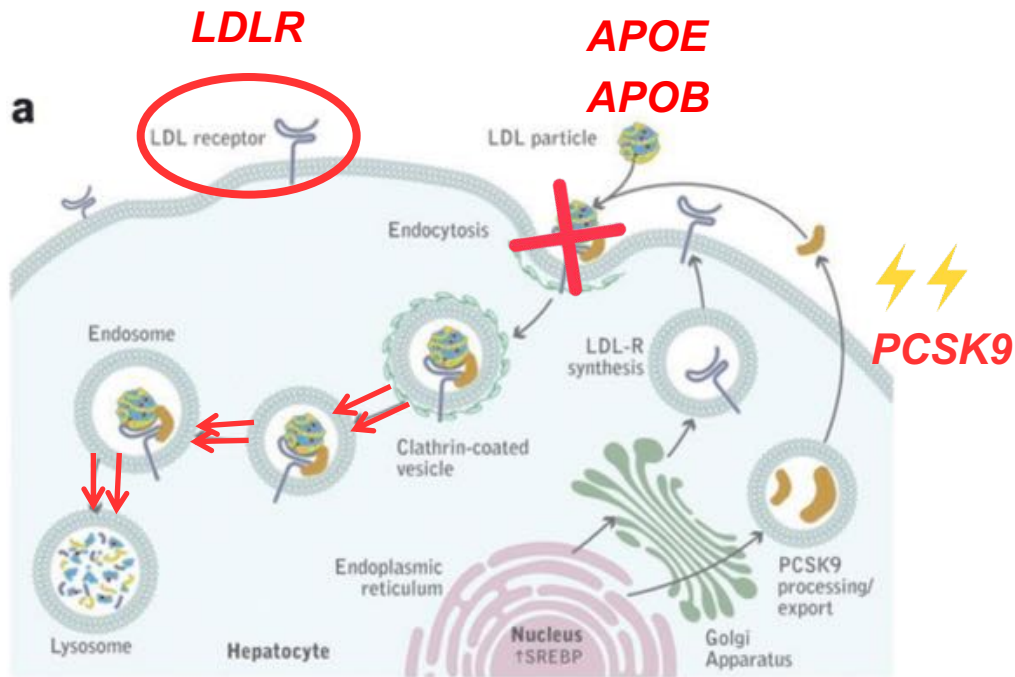 LDLR
APOE
APOB
a
LDL receptor
LDL particle
Endocytosis
PCSK9
Endosome
LDL-R
synthesis
Clathrin-coated
vesicle
Endoplasmic
reticulum
PCSK9
processing/
export
Lysosome
Hepatocyte
Nucleus
↑SREBP
Golgi
Apparatus